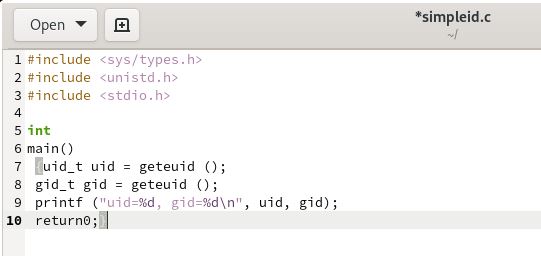 Open
*simpleid.c
~/
1 #include <sys/types.h>
2 #include <unistd.h>
3 #include <stdio.h>
4
5 int
6 main()
7  {uid_t uid = geteuid ();
8  gid_t gid = geteuid ();
9  printf ("uid=%d, gid=%d\n", uid, gid);
10  return0;}